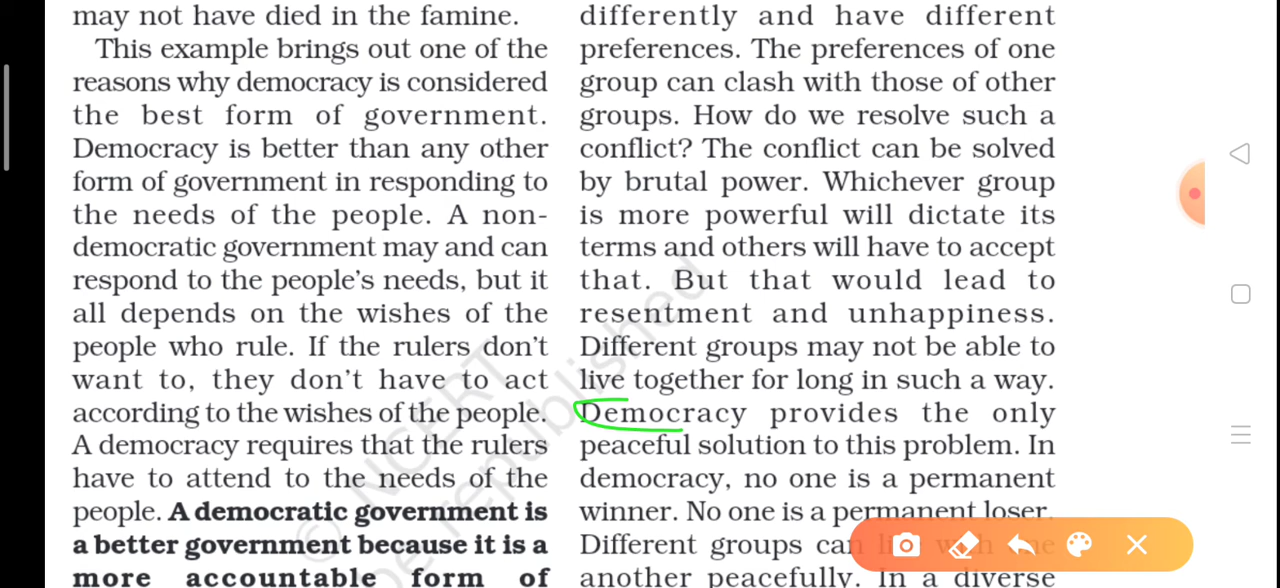 may not have died in the famine.
This example brings out one of the
reasons why democracy is considered
the best form of government.
Democracy is better than any other
form of government in responding to
the needs of the people. A non-
democratic government may and can
respond to the people's needs, but it
all depends on the wishes of the
people who rule. If the rulers don't
want to, they don't have to act
according to the wishes of the people.
A democracy requires that the rulers
have to attend to the needs of the
people. A democratic government is
a better government because it is a
more accountable form of
differently and have different
preferences. The preferences of one
group can clash with those of other
groups. How do we resolve such a
conflict? The conflict can be solved
by brutal power. Whichever group
is more powerful will dictate its
terms and others will have to accept
that. But that would lead to
resentment and unhappiness.
Different groups may not be able to
live together for long in such a way.
Democracy provides the only
peaceful solution to this problem. In
democracy, no one is a permanent
winner. No one is a permanent loser.
Different groups can
another peacefully. In a diverse
© NCERT
be republished